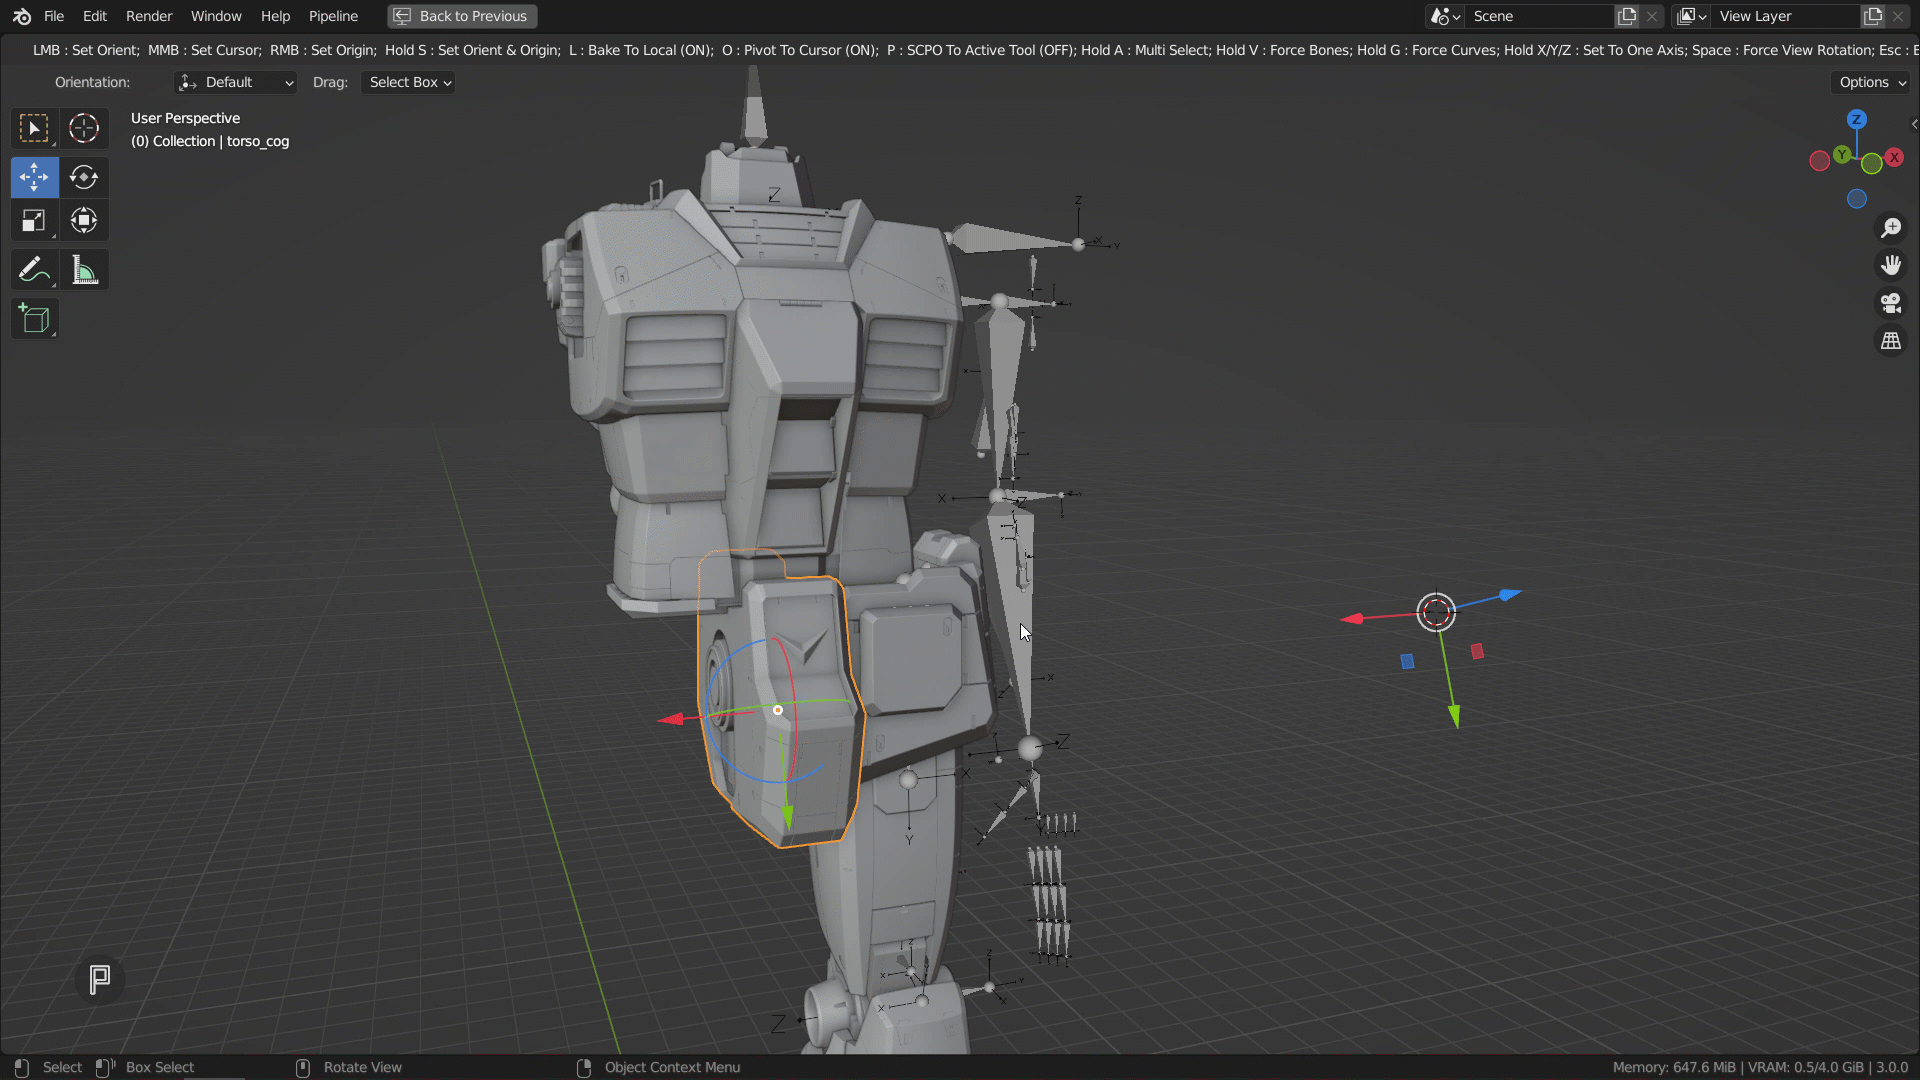 File Edit Render Window Help Pipeline Back to Previous Scene View Layer
LMB : Set Orient; MMB : Set Cursor; RMB : Set Origin; Hold S : Set Orient & Origin; L : Bake To Local (ON); O : Pivot To Cursor (ON); P : SCPO To Active Tool (OFF); Hold A : Multi Select; Hold V : Force Bones; Hold G : Force Curves; Hold X/Y/Z : Set To One Axis; Space : Force View Rotation; Esc :
Orientation: Default Drag: Select Box Options
User Perspective
(0) Collection | torso_cog
Z
Y X
Z
Z
X Y
X
X Z
X
Z
Z
X
Y
Z
Z
X
X
Z
P
Select Box Select Rotate View Object Context Menu Memory: 647.6 MiB | VRAM: 0.5/4.0 GiB | 3.0.0